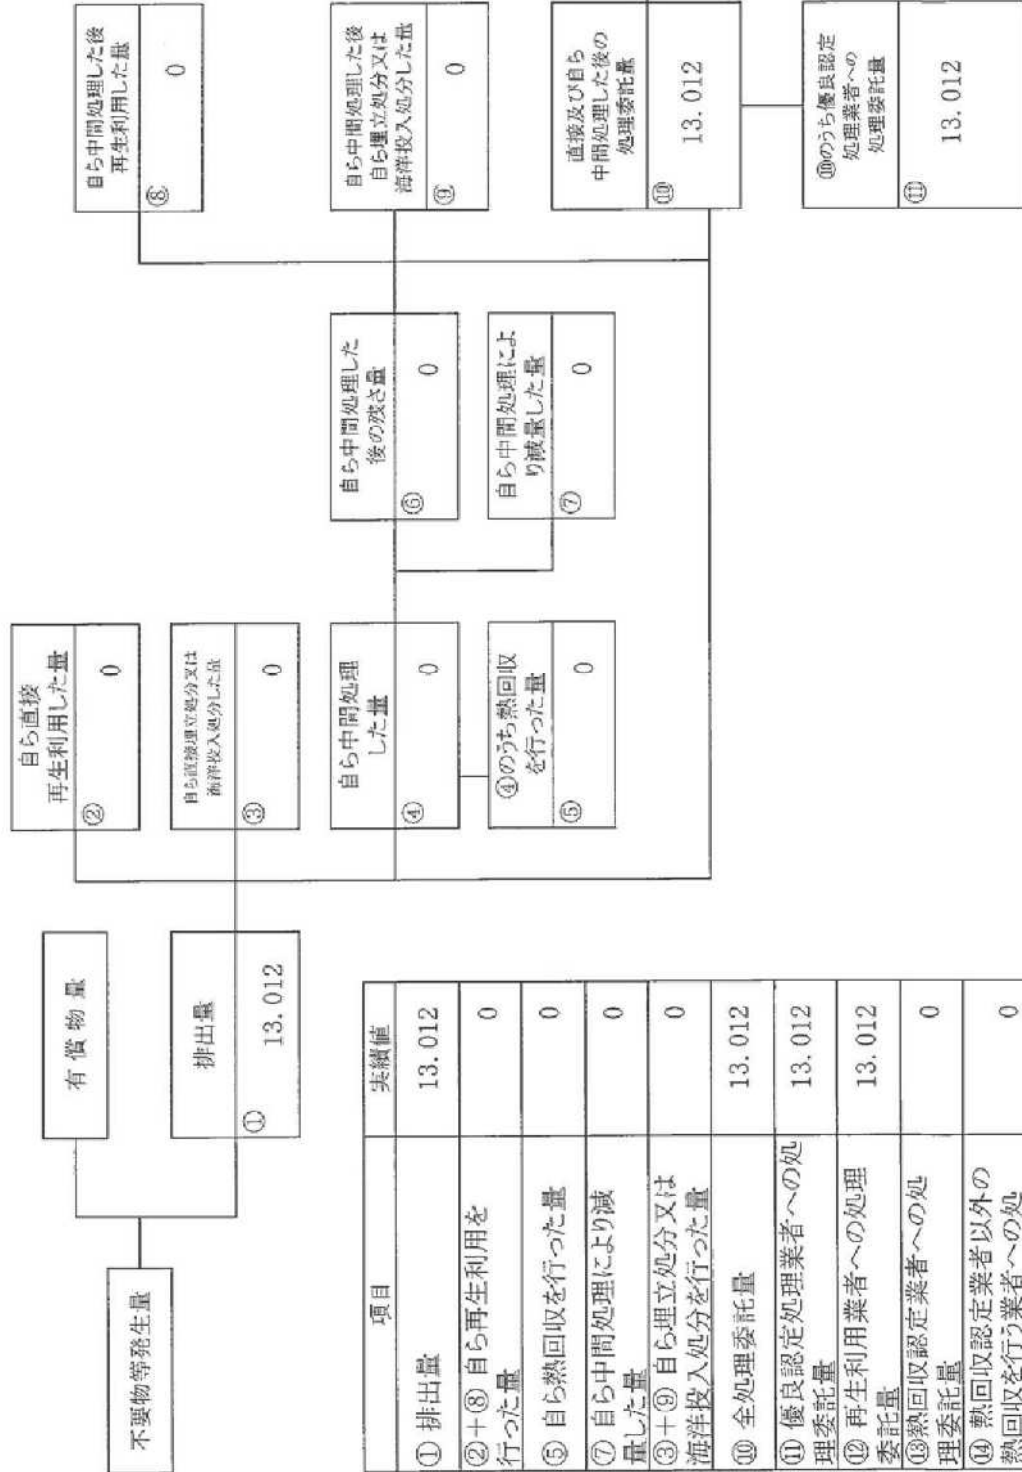 不要物等発生量
有償物量
排出量
① 13.012
自ら直接
再生利用した量
② 0
自ら直接埋立処分又は
海洋投入処分した量
③ 0
自ら中間処理
した量
④ 0
④のうち熱回収
を行った量
⑤ 0
自ら中間処理した
後の残さ量
⑥ 0
自ら中間処理によ
り減量した量
⑦ 0
自ら中間処理した後
再生利用した量
⑧ 0
自ら中間処理した後
自ら埋立処分又は
海洋投入処分した量
⑨ 0
直接及び自ら
中間処理した後の
処理委託量
⑩ 13.012
⑩のうち優良認定
処理業者への
処理委託量
⑪ 13.012
項目 実績値
① 排出量 13.012
②＋⑧ 自ら再生利用を
行った量 0
⑤ 自ら熱回収を行った量 0
⑦ 自ら中間処理により減
量した量 0
③＋⑨ 自ら埋立処分又は
海洋投入処分を行った量 0
⑩ 全処理委託量 13.012
⑪ 優良認定処理業者への処
理委託量 13.012
⑫ 再生利用業者への処理
委託量 13.012
⑬熱回収認定業者への処
理委託量 0
⑭ 熱回収認定業者以外の
熱回収を行う業者への処 0